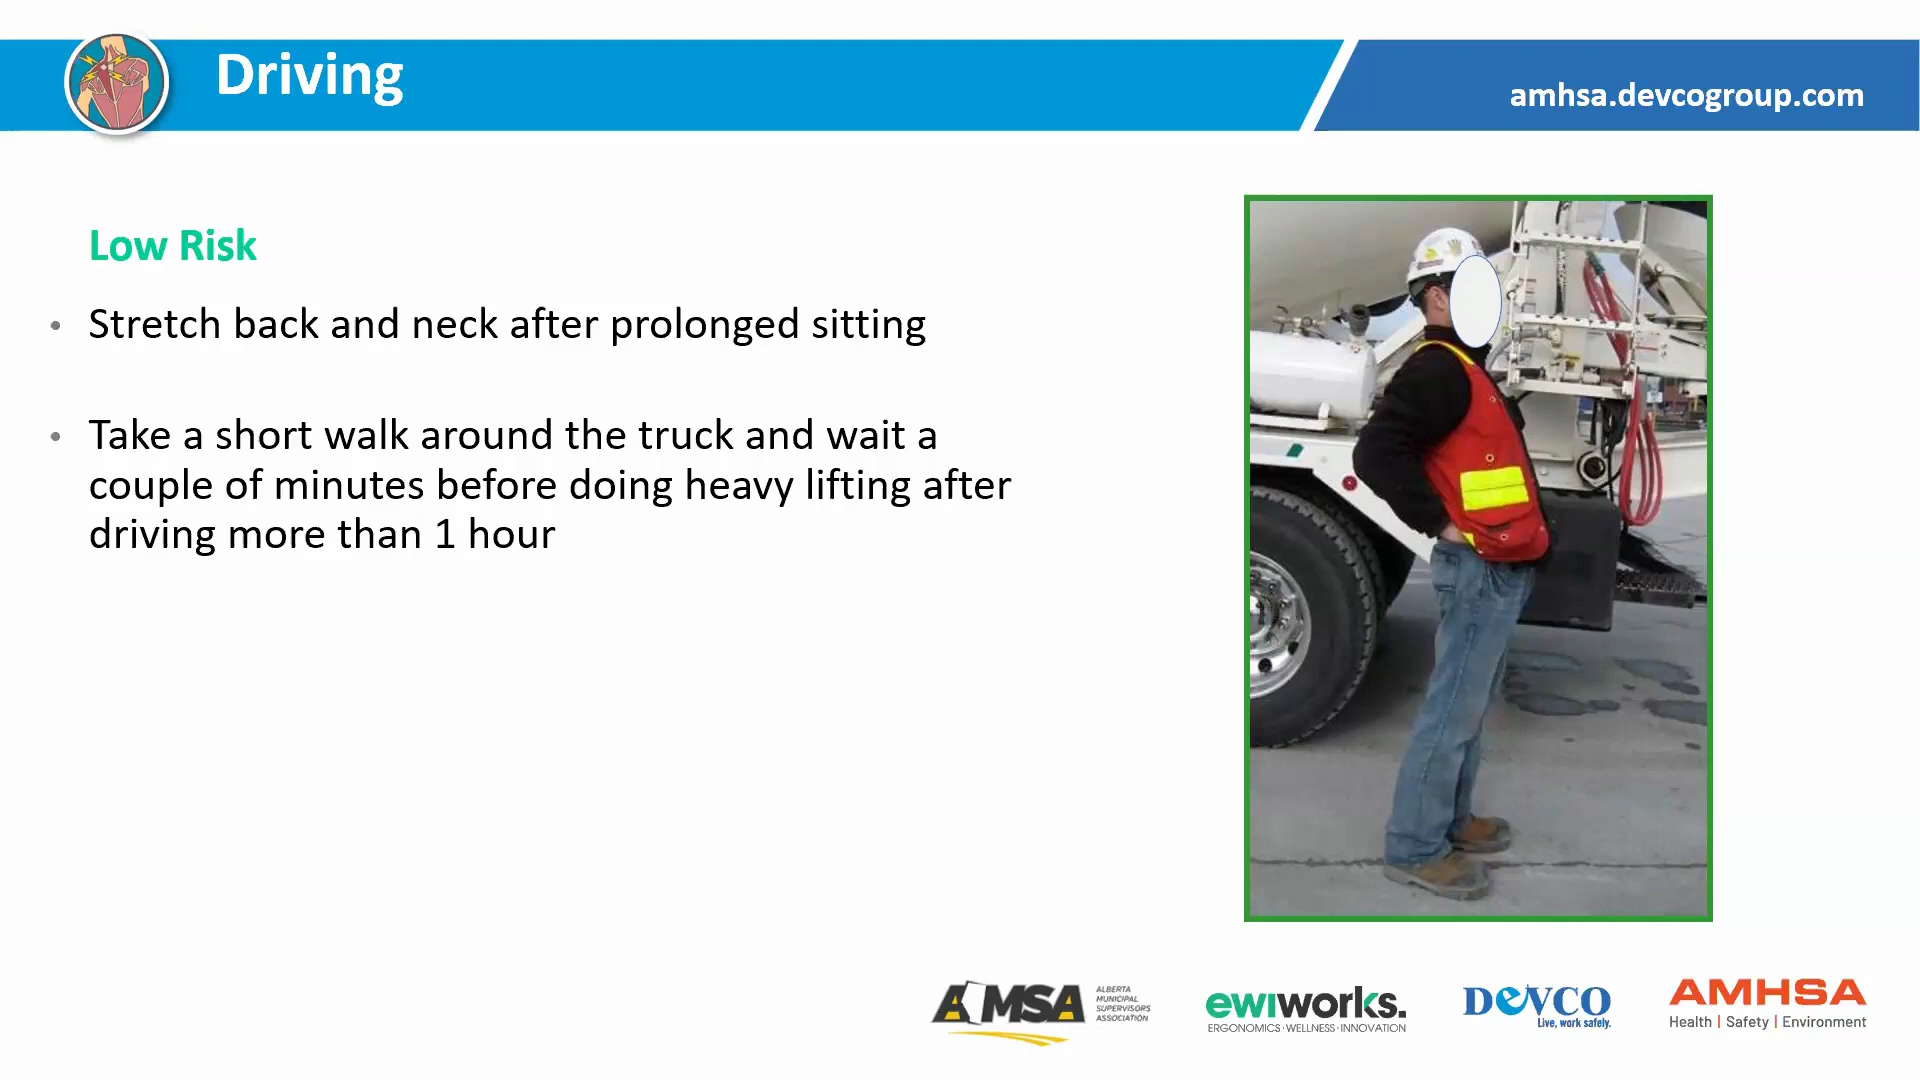 Driving
amhsa.devcogroup.com
Low Risk
• Stretch back and neck after prolonged sitting
• Take a short walk around the truck and wait a
couple of minutes before doing heavy lifting after
driving more than 1 hour
AMSA
ALBERTA
MUNICIPAL
SUPERVISORS
ASSOCIATION
ewiworks.
ERGONOMICS·WELLNESS·INNOVATION
DEVCO
Live, work safely.
AMHSA
Health | Safety | Environment